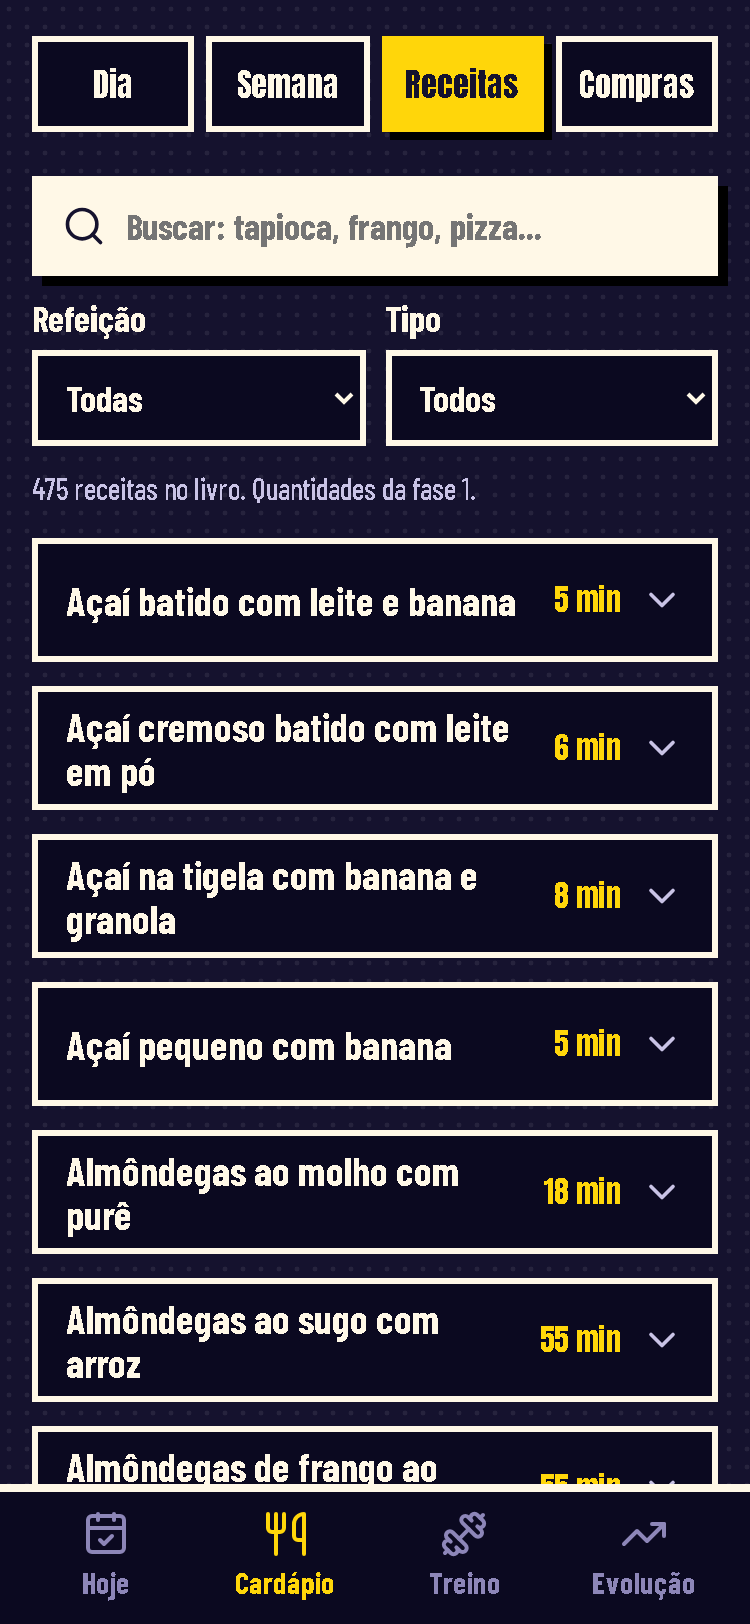 Dia
Semana
Receitas
Compras
Buscar: tapioca, frango, pizza...
Refeição
Tipo
Todas
Todos
475 receitas no livro. Quantidades da fase 1.
Açaí batido com leite e banana
5 min
Açaí cremoso batido com leite
em pó
6 min
Açaí na tigela com banana e
granola
8 min
Açaí pequeno com banana
5 min
Almôndegas ao molho com
purê
18 min
Almôndegas ao sugo com
arroz
55 min
Almôndegas de frango ao
55 min
Hoje
Cardápio
Treino
Evolução